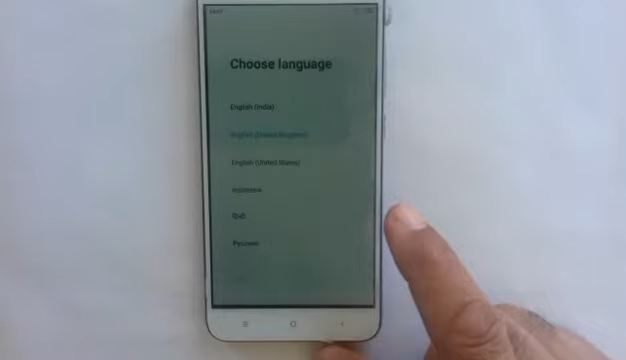 Choose language
English (India)
English (United Kingdom)
English (United States)
Indonesia
हिन्दी
Русский